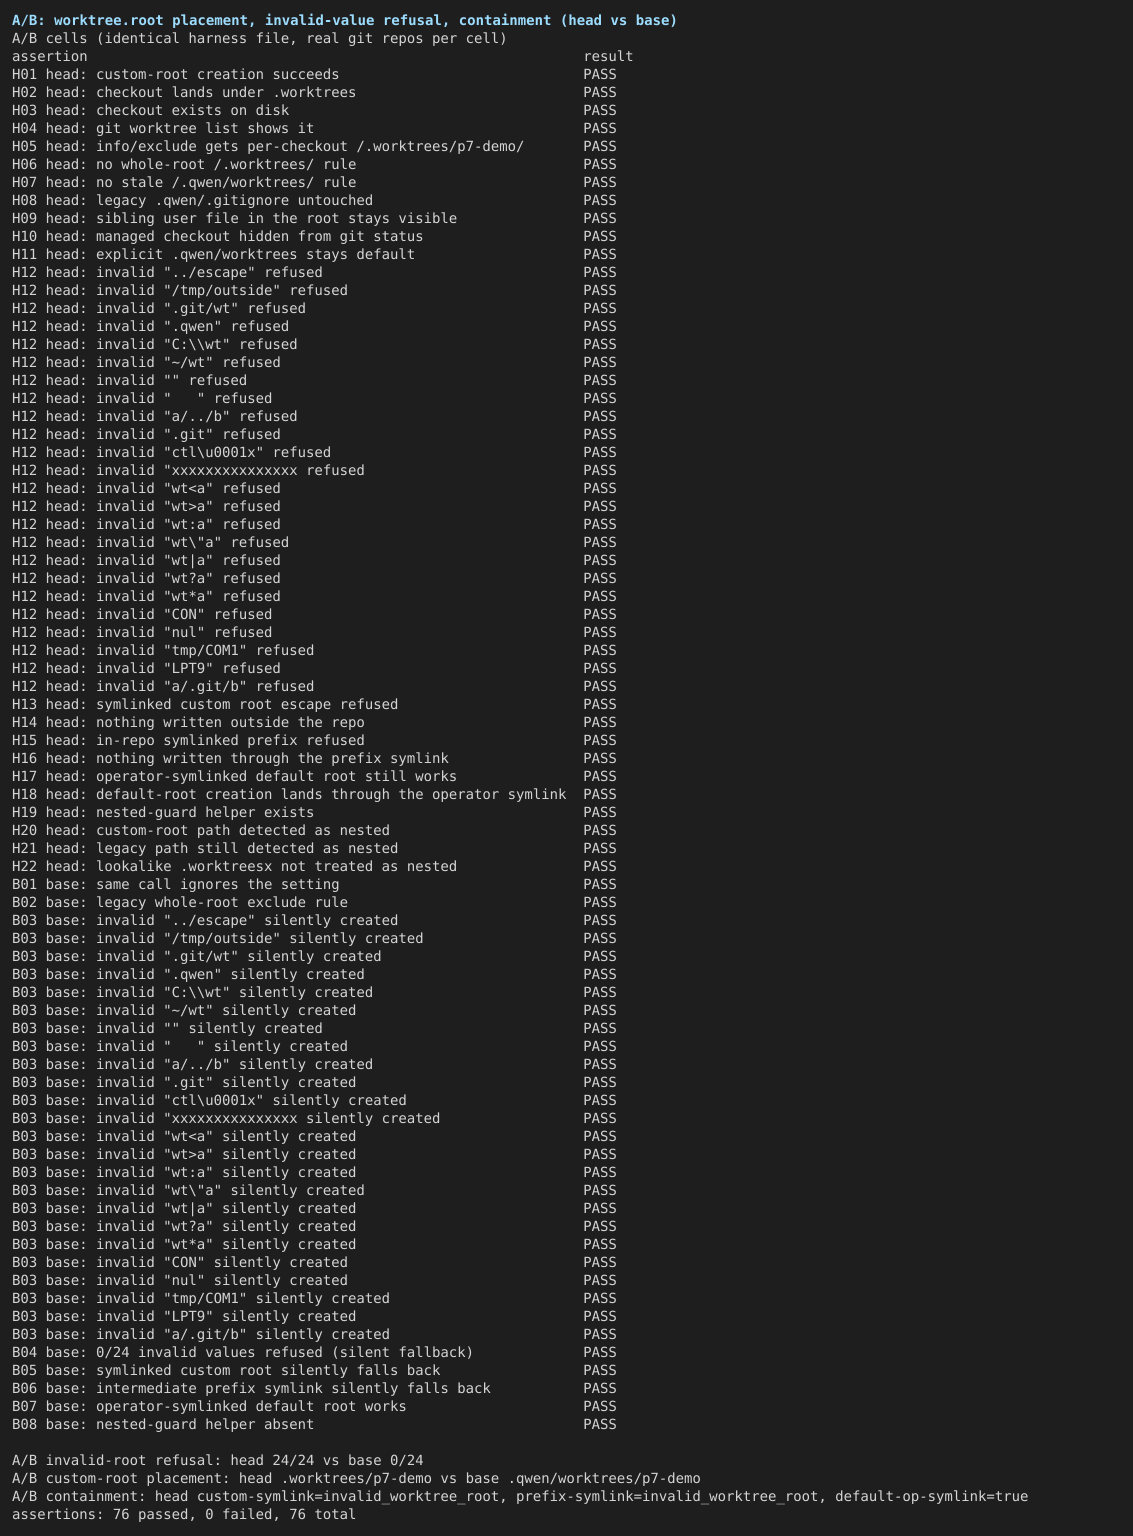 A/B: worktree.root placement, invalid-value refusal, containment (head vs base)
A/B cells (identical harness file, real git repos per cell)
assertion result
H01 head: custom-root creation succeeds PASS
H02 head: checkout lands under .worktrees PASS
H03 head: checkout exists on disk PASS
H04 head: git worktree list shows it PASS
H05 head: info/exclude gets per-checkout /.worktrees/p7-demo/ PASS
H06 head: no whole-root /.worktrees/ rule PASS
H07 head: no stale /.qwen/worktrees/ rule PASS
H08 head: legacy .qwen/.gitignore untouched PASS
H09 head: sibling user file in the root stays visible PASS
H10 head: managed checkout hidden from git status PASS
H11 head: explicit .qwen/worktrees stays default PASS
H12 head: invalid "../escape" refused PASS
H12 head: invalid "/tmp/outside" refused PASS
H12 head: invalid ".git/wt" refused PASS
H12 head: invalid ".qwen" refused PASS
H12 head: invalid "C:\\wt" refused PASS
H12 head: invalid "~/wt" refused PASS
H12 head: invalid "" refused PASS
H12 head: invalid "   " refused PASS
H12 head: invalid "a/../b" refused PASS
H12 head: invalid ".git" refused PASS
H12 head: invalid "ctl\u0001x" refused PASS
H12 head: invalid "xxxxxxxxxxxxxxx refused PASS
H12 head: invalid "wt<a" refused PASS
H12 head: invalid "wt>a" refused PASS
H12 head: invalid "wt:a" refused PASS
H12 head: invalid "wt\"a" refused PASS
H12 head: invalid "wt|a" refused PASS
H12 head: invalid "wt?a" refused PASS
H12 head: invalid "wt*a" refused PASS
H12 head: invalid "CON" refused PASS
H12 head: invalid "nul" refused PASS
H12 head: invalid "tmp/COM1" refused PASS
H12 head: invalid "LPT9" refused PASS
H12 head: invalid "a/.git/b" refused PASS
H13 head: symlinked custom root escape refused PASS
H14 head: nothing written outside the repo PASS
H15 head: in-repo symlinked prefix refused PASS
H16 head: nothing written through the prefix symlink PASS
H17 head: operator-symlinked default root still works PASS
H18 head: default-root creation lands through the operator symlink PASS
H19 head: nested-guard helper exists PASS
H20 head: custom-root path detected as nested PASS
H21 head: legacy path still detected as nested PASS
H22 head: lookalike .worktreesx not treated as nested PASS
B01 base: same call ignores the setting PASS
B02 base: legacy whole-root exclude rule PASS
B03 base: invalid "../escape" silently created PASS
B03 base: invalid "/tmp/outside" silently created PASS
B03 base: invalid ".git/wt" silently created PASS
B03 base: invalid ".qwen" silently created PASS
B03 base: invalid "C:\\wt" silently created PASS
B03 base: invalid "~/wt" silently created PASS
B03 base: invalid "" silently created PASS
B03 base: invalid "   " silently created PASS
B03 base: invalid "a/../b" silently created PASS
B03 base: invalid ".git" silently created PASS
B03 base: invalid "ctl\u0001x" silently created PASS
B03 base: invalid "xxxxxxxxxxxxxxx silently created PASS
B03 base: invalid "wt<a" silently created PASS
B03 base: invalid "wt>a" silently created PASS
B03 base: invalid "wt:a" silently created PASS
B03 base: invalid "wt\"a" silently created PASS
B03 base: invalid "wt|a" silently created PASS
B03 base: invalid "wt?a" silently created PASS
B03 base: invalid "wt*a" silently created PASS
B03 base: invalid "CON" silently created PASS
B03 base: invalid "nul" silently created PASS
B03 base: invalid "tmp/COM1" silently created PASS
B03 base: invalid "LPT9" silently created PASS
B03 base: invalid "a/.git/b" silently created PASS
B04 base: 0/24 invalid values refused (silent fallback) PASS
B05 base: symlinked custom root silently falls back PASS
B06 base: intermediate prefix symlink silently falls back PASS
B07 base: operator-symlinked default root works PASS
B08 base: nested-guard helper absent PASS
A/B invalid-root refusal: head 24/24 vs base 0/24
A/B custom-root placement: head .worktrees/p7-demo vs base .qwen/worktrees/p7-demo
A/B containment: head custom-symlink=invalid_worktree_root, prefix-symlink=invalid_worktree_root, default-op-symlink=true
assertions: 76 passed, 0 failed, 76 total